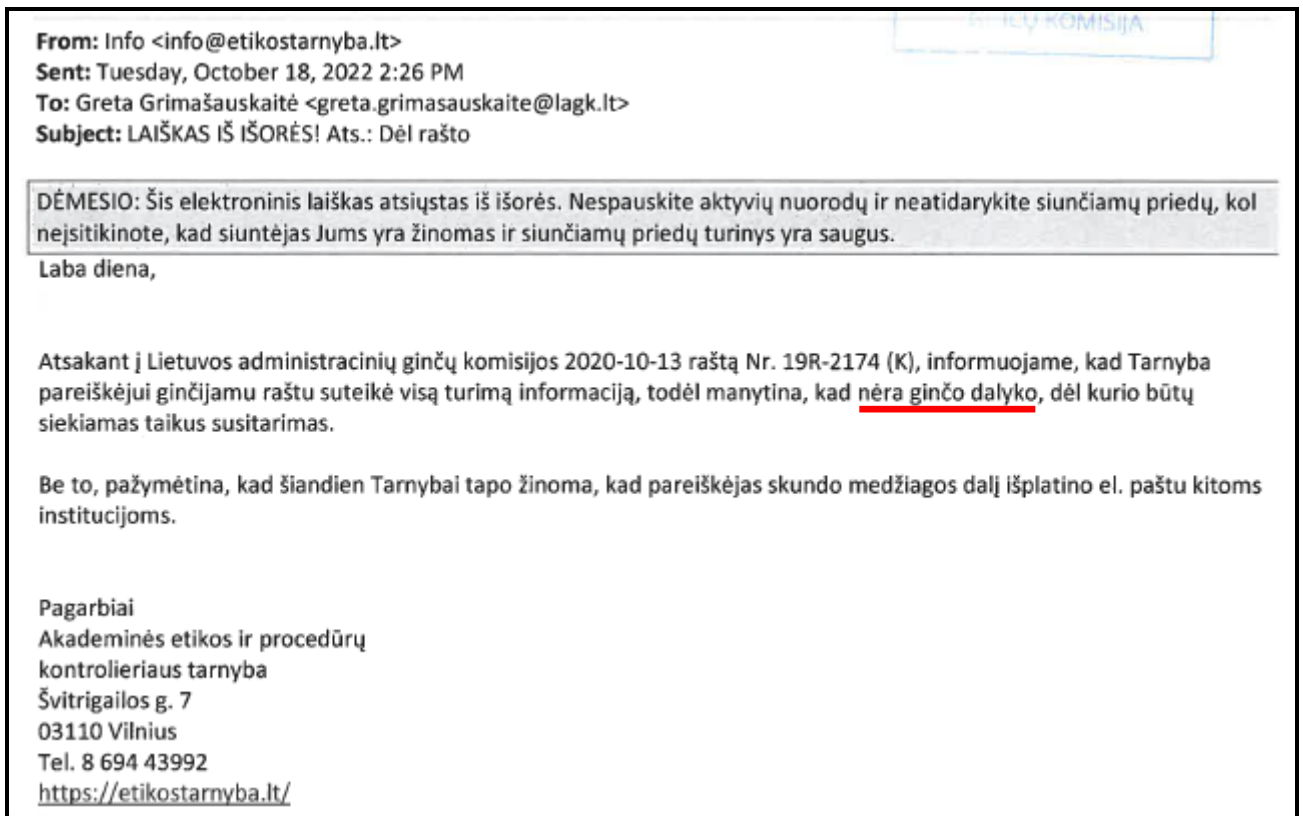 KOMISIJA
From: Info <info@etikostarnyba.lt>
Sent: Tuesday, October 18, 2022 2:26 PM
To: Greta Grimašauskaitė <greta.grimasauskaite@lagk.lt>
Subject: LAIŠKAS IŠ IŠORĖS! Ats.: Dėl rašto
DĖMESIO: Šis elektroninis laiškas atsiųstas iš išorės. Nespauskite aktyvių nuorodų ir neatidarykite siunčiamų priedų, kol
neįsitikinote, kad siuntėjas Jums yra žinomas ir siunčiamų priedų turinys yra saugus.
Laba diena,
Atsakant į Lietuvos administracinių ginčų komisijos 2020-10-13 raštą Nr. 19R-2174 (K), informuojame, kad Tarnyba
pareiškėjui ginčijamu raštu suteikė visą turimą informaciją, todėl manytina, kad nėra ginčo dalyko, dėl kurio būtų
siekiamas taikus susitarimas.
Be to, pažymėtina, kad šiandien Tarnybai tapo žinoma, kad pareiškėjas skundo medžiagos dalį išplatino el. paštu kitoms
institucijoms.
Pagarbiai
Akademinės etikos ir procedūrų
kontrolieriaus tarnyba
Švitrigailos g. 7
03110 Vilnius
Tel. 8 694 43992
https://etikostarnyba.lt/